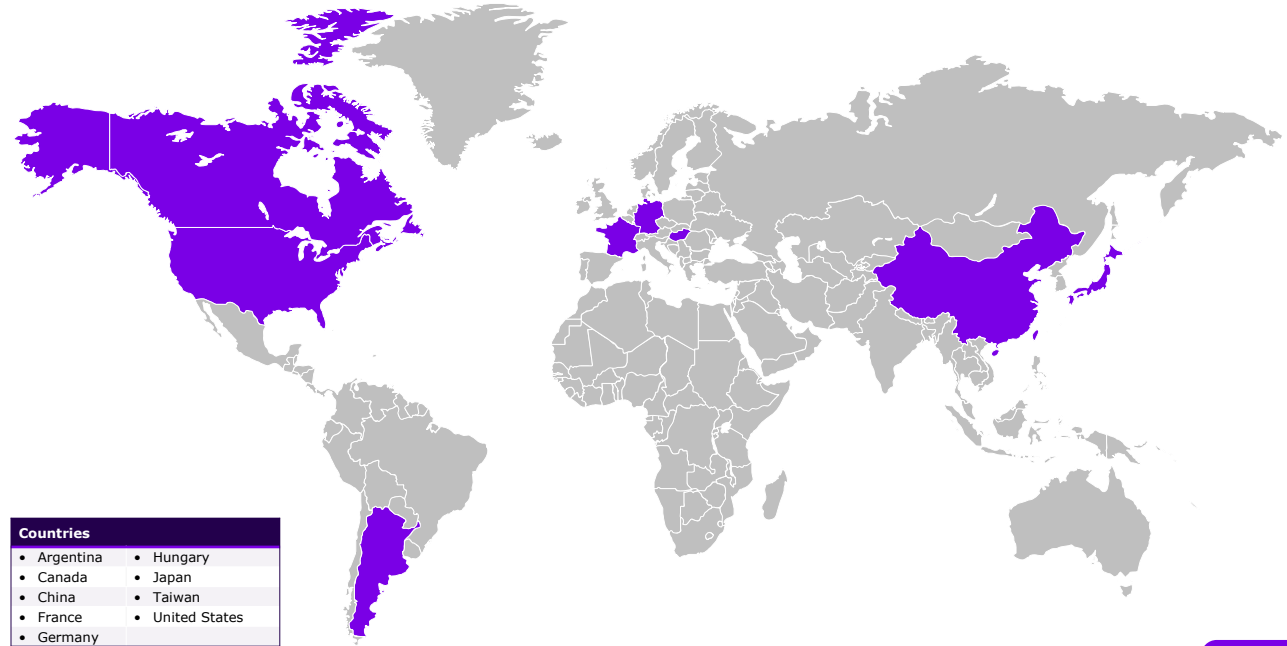 Countries
• Argentina • Hungary
• Canada • Japan
• China • Taiwan
• France • United States
• Germany